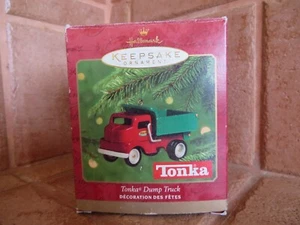 Hallmark
KEEPSAKE
ORNAMENT
Tonka
Tonka® Dump Truck
DÉCORATION DES FÊTES